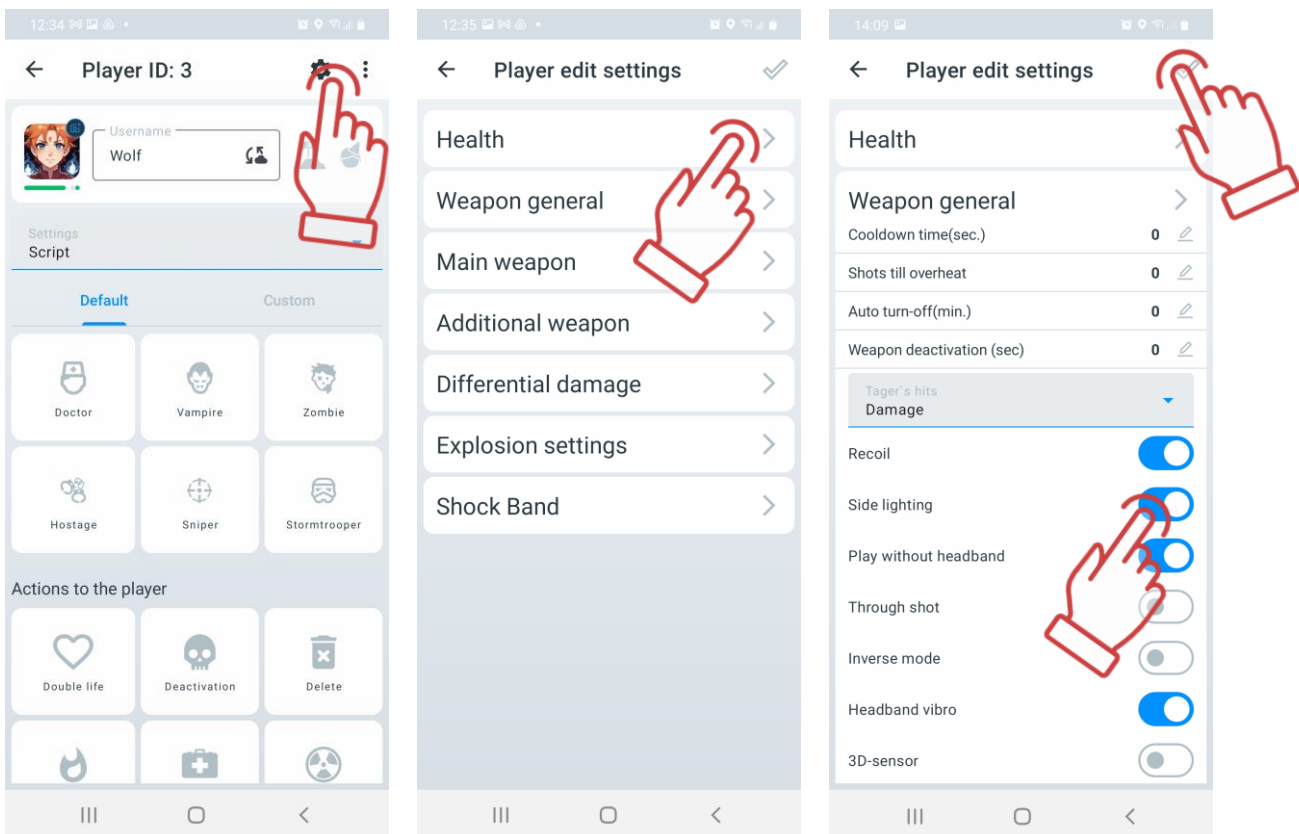 12:34
Player ID: 3
Username
Wolf
Settings
Script
Default
Custom
Doctor
Vampire
Zombie
Hostage
Sniper
Stormtrooper
Actions to the player
Double life
Deactivation
Delete
12:35
Player edit settings
Health
Weapon general
Main weapon
Additional weapon
Differential damage
Explosion settings
Shock Band
14:09
Player edit settings
Health
Weapon general
Cooldown time(sec.) 0
Shots till overheat 0
Auto turn-off(min.) 0
Weapon deactivation (sec) 0
Tager`s hits
Damage
Recoil
Side lighting
Play without headband
Through shot
Inverse mode
Headband vibro
3D-sensor